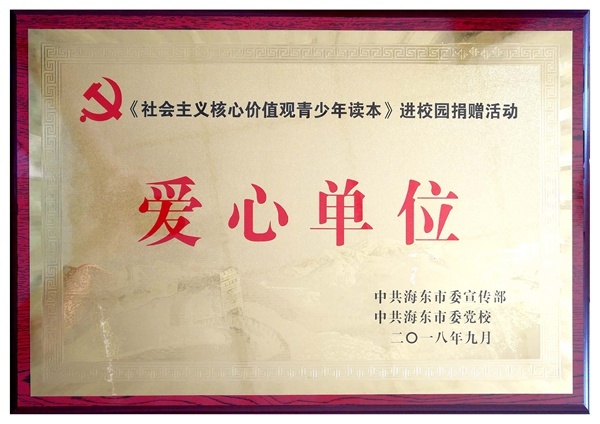 《社会主义核心价值观青少年读本》进校园捐赠活动
爱心单位
中共海东市委宣传部
中共海东市委党校
二〇一八年九月